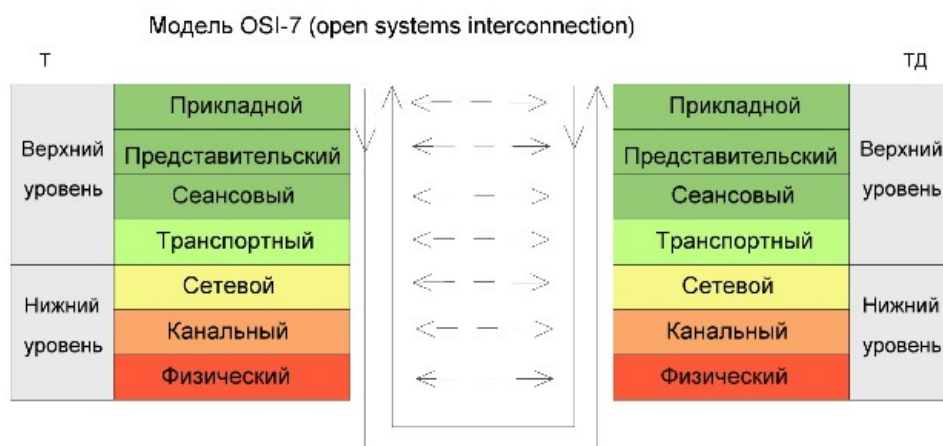 Модель OSI-7 (open systems interconnection)
Т
ТД
Верхний
уровень
Нижний
уровень
Прикладной
Представительский
Сеансовый
Транспортный
Сетевой
Канальный
Физический
Прикладной
Представительский
Сеансовый
Транспортный
Сетевой
Канальный
Физический
Верхний
уровень
Нижний
уровень